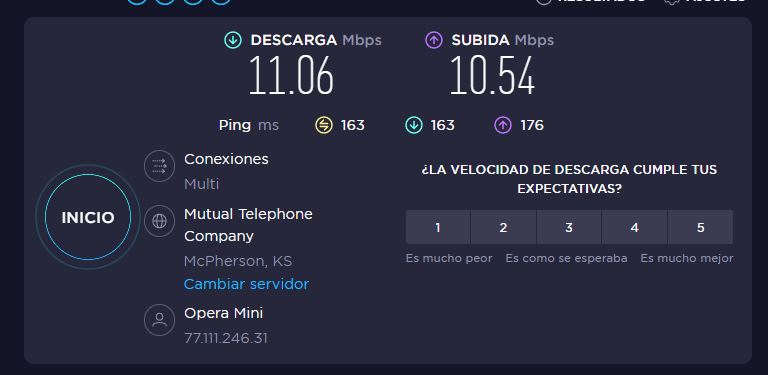 RESULTADOS AJUSTES
DESCARGA Mbps
11.06
SUBIDA Mbps
10.54
Ping ms 163 163 176
INICIO
Conexiones
Multi
Mutual Telephone
Company
McPherson, KS
Cambiar servidor
Opera Mini
77.111.246.31
¿LA VELOCIDAD DE DESCARGA CUMPLE TUS
EXPECTATIVAS?
1 2 3 4 5
Es mucho peor Es como se esperaba Es mucho mejor